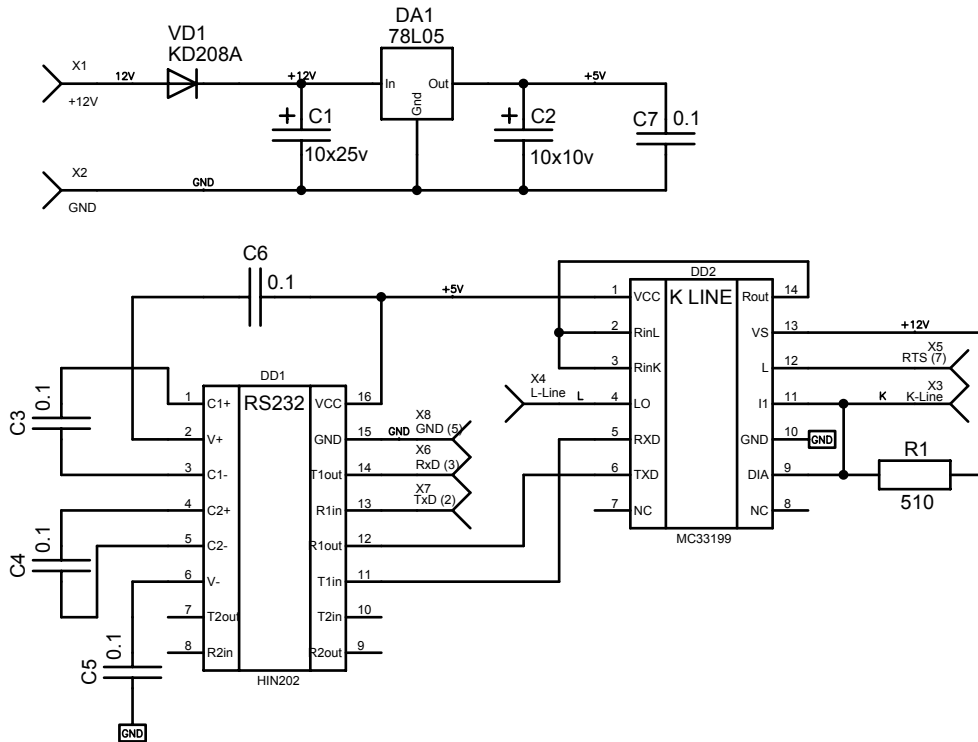 DA1
VD1
78L05
KD208A
X1
12V
+12V
In
Out
+5V
+12V
Gnd
+
C1
+
C2
C7
0.1
10x25v
10x10v
X2
GND
GND
C6
0.1
DD2
+5V
1
VCC
K LINE
Rout
14
2
RinL
VS
13
+12V
3
RinK
L
12
X5
RTS (7)
X4
L-Line
L
4
LO
I1
11
K
X3
K-Line
5
RXD
GND
10
GND
6
TXD
DIA
9
R1
510
7
NC
NC
8
MC33199
DD1
C3
0.1
1
C1+
RS232
VCC
16
2
V+
GND
15
GND
X8
GND (5)
3
C1-
T1out
14
X6
RxD (3)
4
C2+
R1in
13
X7
TxD (2)
C4
0.1
5
C2-
R1out
12
6
V-
T1in
11
7
T2out
T2in
10
8
R2in
R2out
9
C5
0.1
HIN202
GND